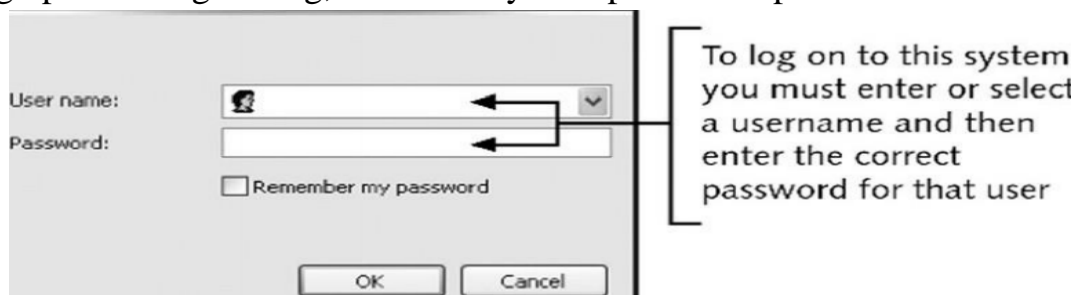 User name:
Password:
Remember my password
OK Cancel
To log on to this system
you must enter or select
a username and then
enter the correct
password for that user